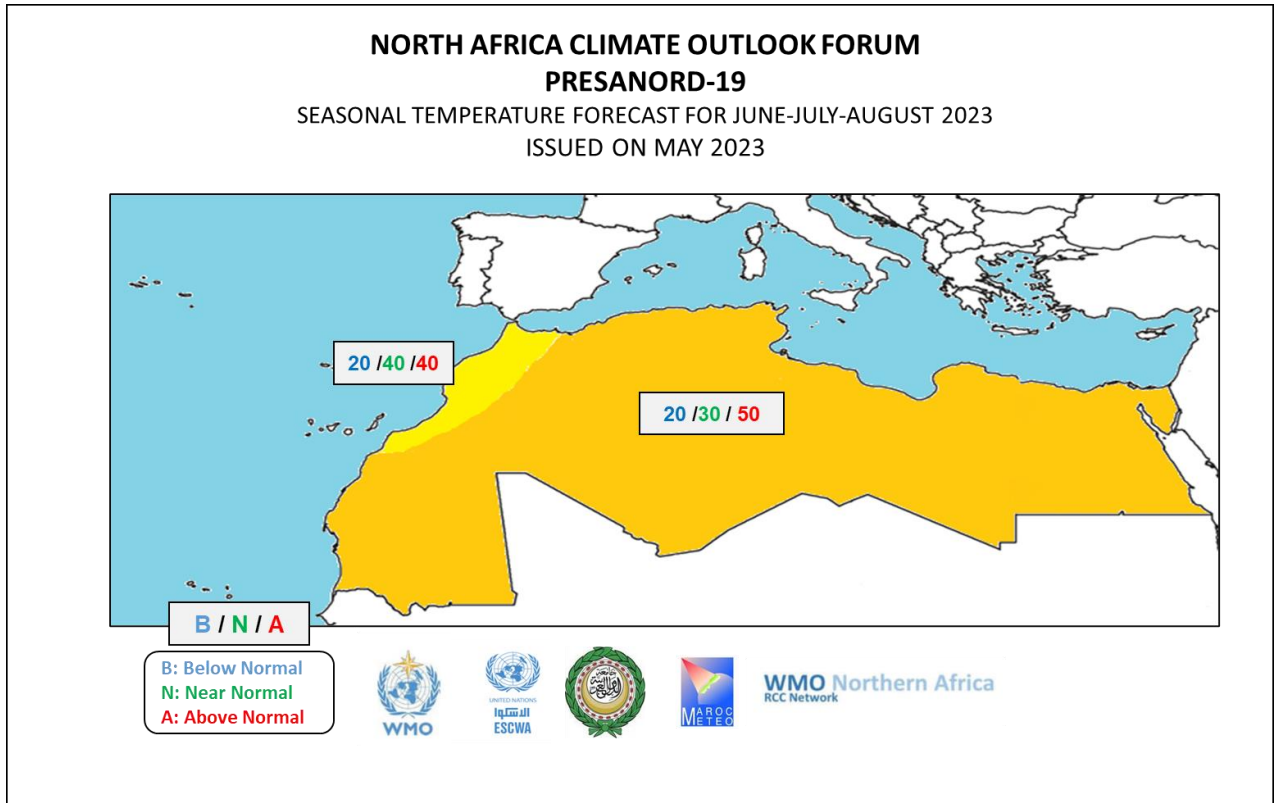 NORTH AFRICA CLIMATE OUTLOOK FORUM
PRESANORD-19
SEASONAL TEMPERATURE FORECAST FOR JUNE-JULY-AUGUST 2023
ISSUED ON MAY 2023
20 /40 /40
20 /30 / 50
B / N / A
B: Below Normal
N: Near Normal
A: Above Normal
WMO
UNITED NATIONS
الاسكوا
ESCWA
MAROC
METEO
WMO Northern Africa
RCC Network